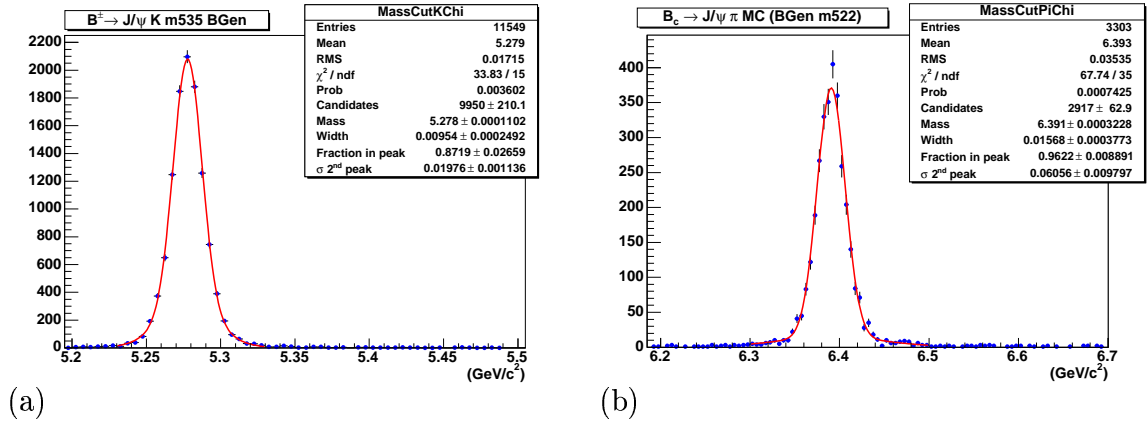 B± → J/ψ K m535 BGen
MassCutKChi
Entries 11549
Mean 5.279
RMS 0.01715
χ² / ndf 33.83 / 15
Prob 0.003602
Candidates 9950 ± 210.1
Mass 5.278 ± 0.0001102
Width 0.00954 ± 0.0002492
Fraction in peak 0.8719 ± 0.02659
σ 2nd peak 0.01976 ± 0.001136
2200
2000
1800
1600
1400
1200
1000
800
600
400
200
0
5.2 5.25 5.3 5.35 5.4 5.45 5.5
(GeV/c²)
(a)
Bc → J/ψ π MC (BGen m522)
MassCutPiChi
Entries 3303
Mean 6.393
RMS 0.03535
χ² / ndf 67.74 / 35
Prob 0.0007425
Candidates 2917 ± 62.9
Mass 6.391 ± 0.0003228
Width 0.01568 ± 0.0003773
Fraction in peak 0.9622 ± 0.008891
σ 2nd peak 0.06056 ± 0.009797
400
350
300
250
200
150
100
50
0
6.2 6.3 6.4 6.5 6.6 6.7
(GeV/c²)
(b)